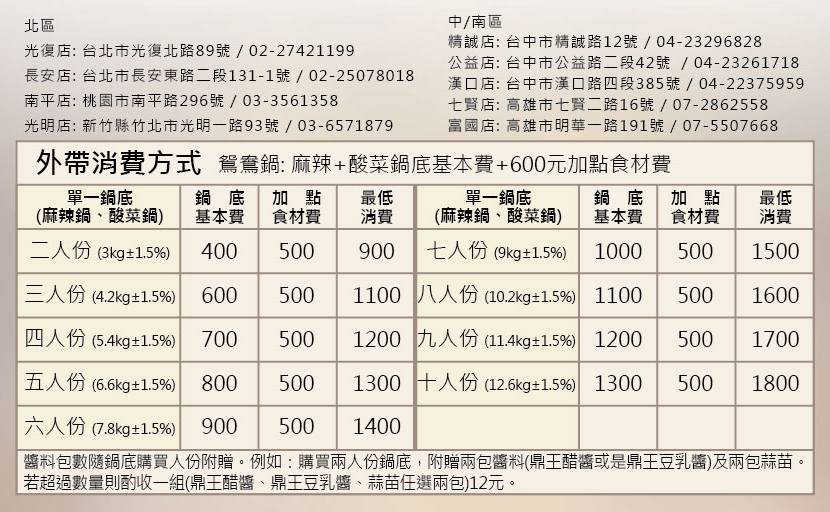 北區
光復店: 台北市光復北路89號 / 02-27421199
長安店: 台北市長安東路二段131-1號 / 02-25078018
南平店: 桃園市南平路296號 / 03-3561358
光明店: 新竹縣竹北市光明一路93號 / 03-6571879
中/南區
精誠店: 台中市精誠路12號 / 04-23296828
公益店: 台中市公益路二段42號 / 04-23261718
漢口店: 台中市漢口路四段385號 / 04-22375959
七賢店: 高雄市七賢二路16號 / 07-2862558
富國店: 高雄市明華一路191號 / 07-5507668
外帶消費方式 鴛鴦鍋: 麻辣+酸菜鍋底基本費+600元加點食材費
單一鍋底 鍋 底 加 點 最低 單一鍋底 鍋 底 加 點 最低
(麻辣鍋、酸菜鍋) 基本費 食材費 消費 (麻辣鍋、酸菜鍋) 基本費 食材費 消費
二人份 (3kg±1.5%) 400 500 900 七人份 (9kg±1.5%) 1000 500 1500
三人份 (4.2kg±1.5%) 600 500 1100 八人份 (10.2kg±1.5%) 1100 500 1600
四人份 (5.4kg±1.5%) 700 500 1200 九人份 (11.4kg±1.5%) 1200 500 1700
五人份 (6.6kg±1.5%) 800 500 1300 十人份 (12.6kg±1.5%) 1300 500 1800
六人份 (7.8kg±1.5%) 900 500 1400
醬料包數隨鍋底購買人份附贈。例如：購買兩人份鍋底，附贈兩包醬料(鼎王醋醬或是鼎王豆乳醬)及兩包蒜苗。
若超過數量則酌收一組(鼎王醋醬、鼎王豆乳醬、蒜苗任選兩包)12元。